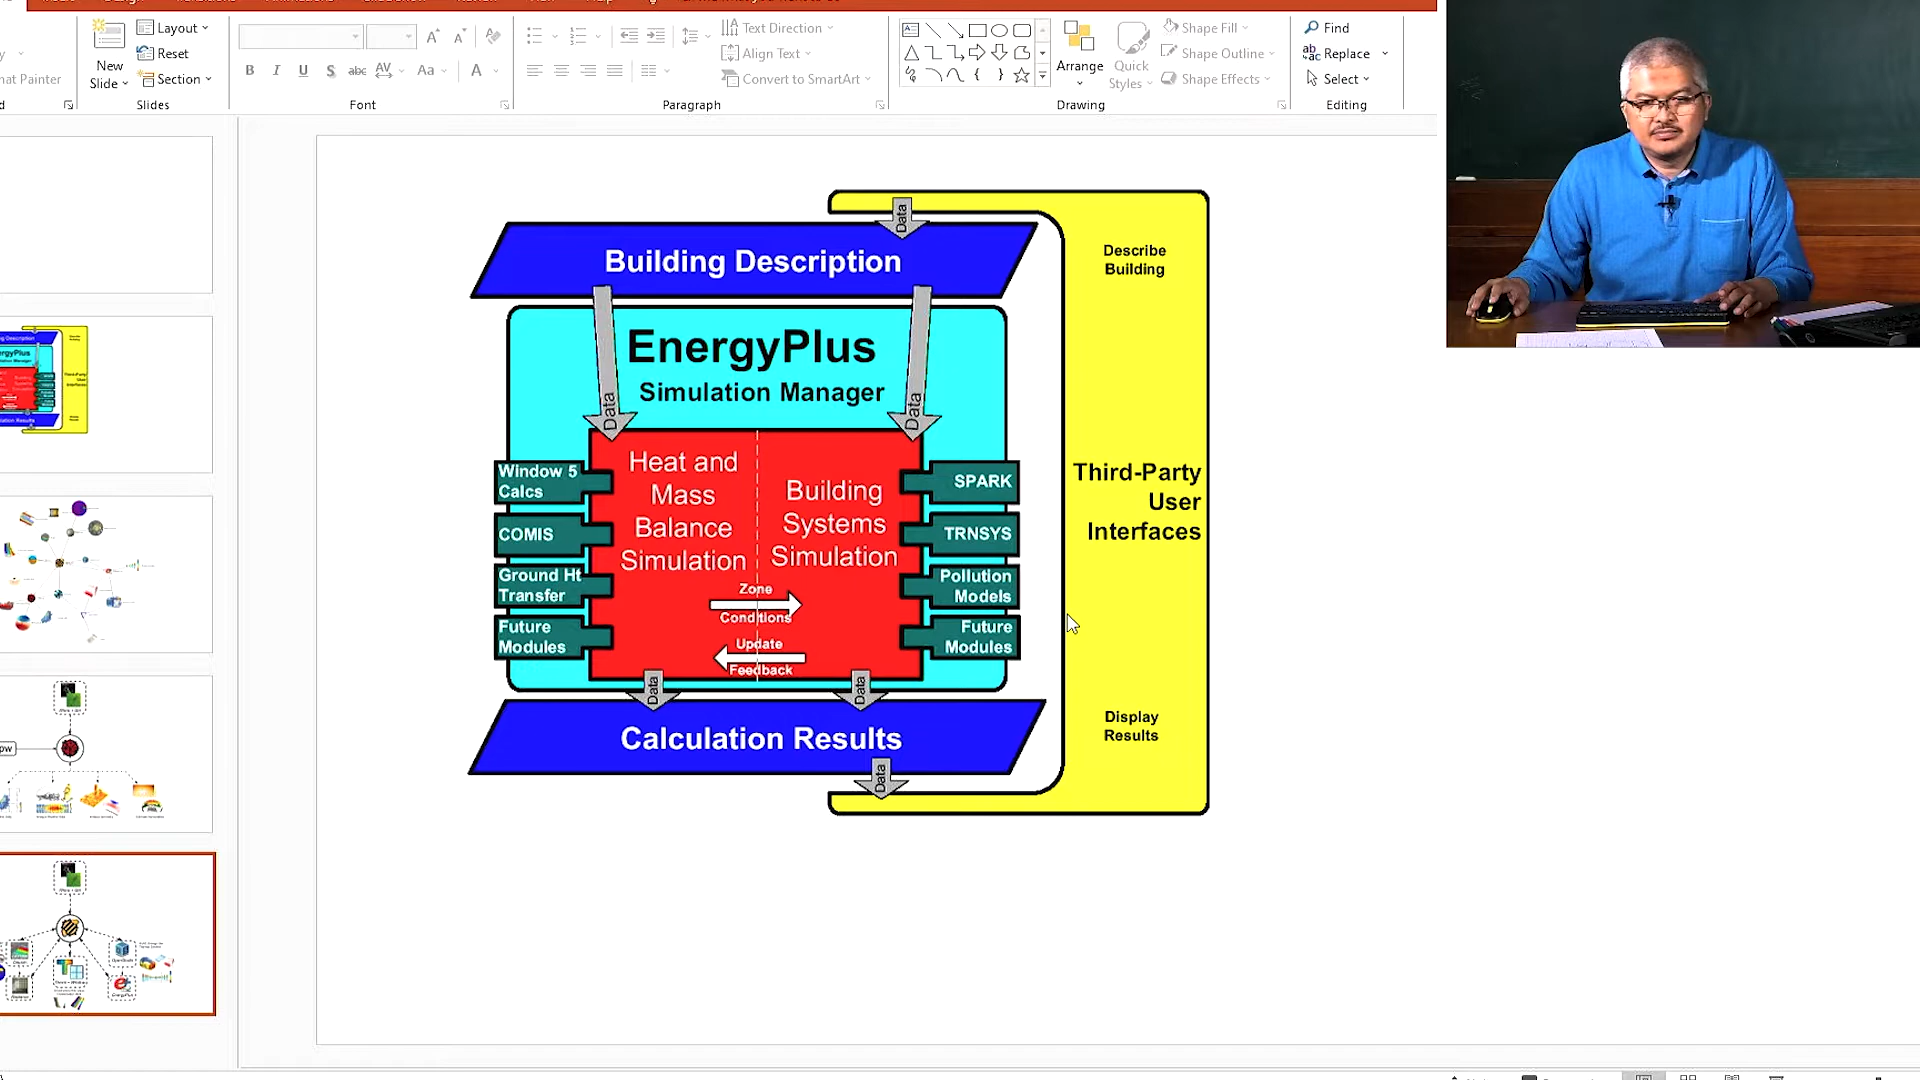 Layout
Reset
Section
New
Slide
Slides
at Painter
Font
Text Direction
Align Text
Convert to SmartArt
Paragraph
Arrange
Quick
Styles
Shape Fill
Shape Outline
Shape Effects
Drawing
Find
Replace
Select
Editing
Data
Building Description
Describe
Building
EnergyPlus
Simulation Manager
Data
Data
Heat and
Mass
Balance
Simulation
Building
Systems
Simulation
Window 5
Calcs
COMIS
Ground Ht
Transfer
Future
Modules
SPARK
TRNSYS
Pollution
Models
Future
Modules
Third-Party
User
Interfaces
Zone
Conditions
Update
Feedback
Data
Data
Calculation Results
Display
Results
Data